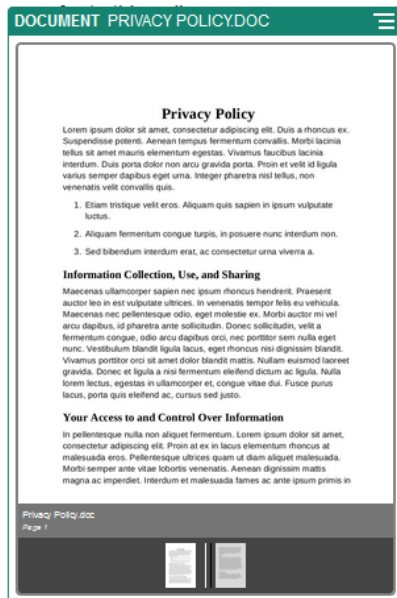 DOCUMENT PRIVACY POLICY.DOC
Privacy Policy
Lorem ipsum dolor sit amet, consectetur adipiscing elit. Duis a rhoncus ex.
Suspendisse potenti. Aenean tempus fermentum convallis. Morbi lacinia
tellus sit amet mauris elementum egestas. Vivamus faucibus lacinia
interdum. Duis porta dolor non arcu gravida porta. Proin et velit id ligula
varius semper dapibus eget urna. Integer pharetra nisl tellus, non
venenatis velit convallis quis.
1. Etiam tristique velit eros. Aliquam quis sapien in ipsum vulputate
luctus.
2. Aliquam fermentum congue turpis, in posuere nunc interdum non.
3. Sed bibendum interdum erat, ac consectetur urna viverra a.
Information Collection, Use, and Sharing
Maecenas ullamcorper sapien nec ipsum rhoncus hendrerit. Praesent
auctor leo in est vulputate ultrices. In venenatis tempor felis eu vehicula.
Maecenas nec pellentesque odio, eget molestie ex. Morbi auctor mi vel
arcu dapibus, id pharetra ante sollicitudin. Donec sollicitudin, velit a
fermentum congue, odio arcu dapibus orci, nec porttitor sem nulla eget
nunc. Vestibulum blandit ligula lacus, eget rhoncus nisi dignissim blandit.
Vivamus porttitor orci sit amet dolor blandit mattis. Nullam euismod laoreet
gravida. Donec et ligula a nisi fermentum eleifend dictum ac ligula. Nulla
lorem lectus, egestas in ullamcorper et, congue vitae dui. Fusce purus
lacus, porta quis eleifend ac, cursus sed justo.
Your Access to and Control Over Information
In pellentesque nulla non aliquet fermentum. Lorem ipsum dolor sit amet,
consectetur adipiscing elit. Proin at ex in lacus elementum rhoncus at
malesuada eros. Pellentesque ultrices quam ut diam aliquet malesuada.
Morbi semper ante vitae lobortis venenatis. Aenean dignissim mattis
magna ac imperdiet. Interdum et malesuada fames ac ante ipsum primis in
Privacy Policy.doc
Page 1